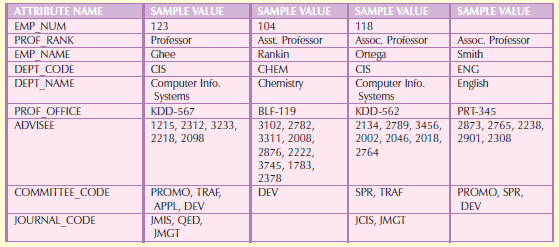 ATTRIBUTE NAME SAMPLE VALUE SAMPLE VALUE SAMPLE VALUE SAMPLE VALUE
EMP_NUM 123 104 118
PROF_RANK Professor Asst. Professor Assoc. Professor Assoc. Professor
EMP_NAME Ghee Rankin Ortega Smith
DEPT_CODE CIS CHEM CIS ENG
DEPT_NAME Computer Info. Chemistry Computer Info. English
Systems Systems
PROF_OFFICE KDD-567 BLF-119 KDD-562 PRT-345
ADVISEE 1215, 2312, 3233, 3102, 2782, 2134, 2789, 3456, 2873, 2765, 2238,
2218, 2098 3311, 2008, 2002, 2046, 2018, 2901, 2308
2876, 2222, 2764
3745, 1783,
2378
COMMITTEE_CODE PROMO, TRAF, DEV SPR, TRAF PROMO, SPR,
APPL, DEV DEV
JOURNAL_CODE JMIS, QED, JCIS, JMGT
JMGT